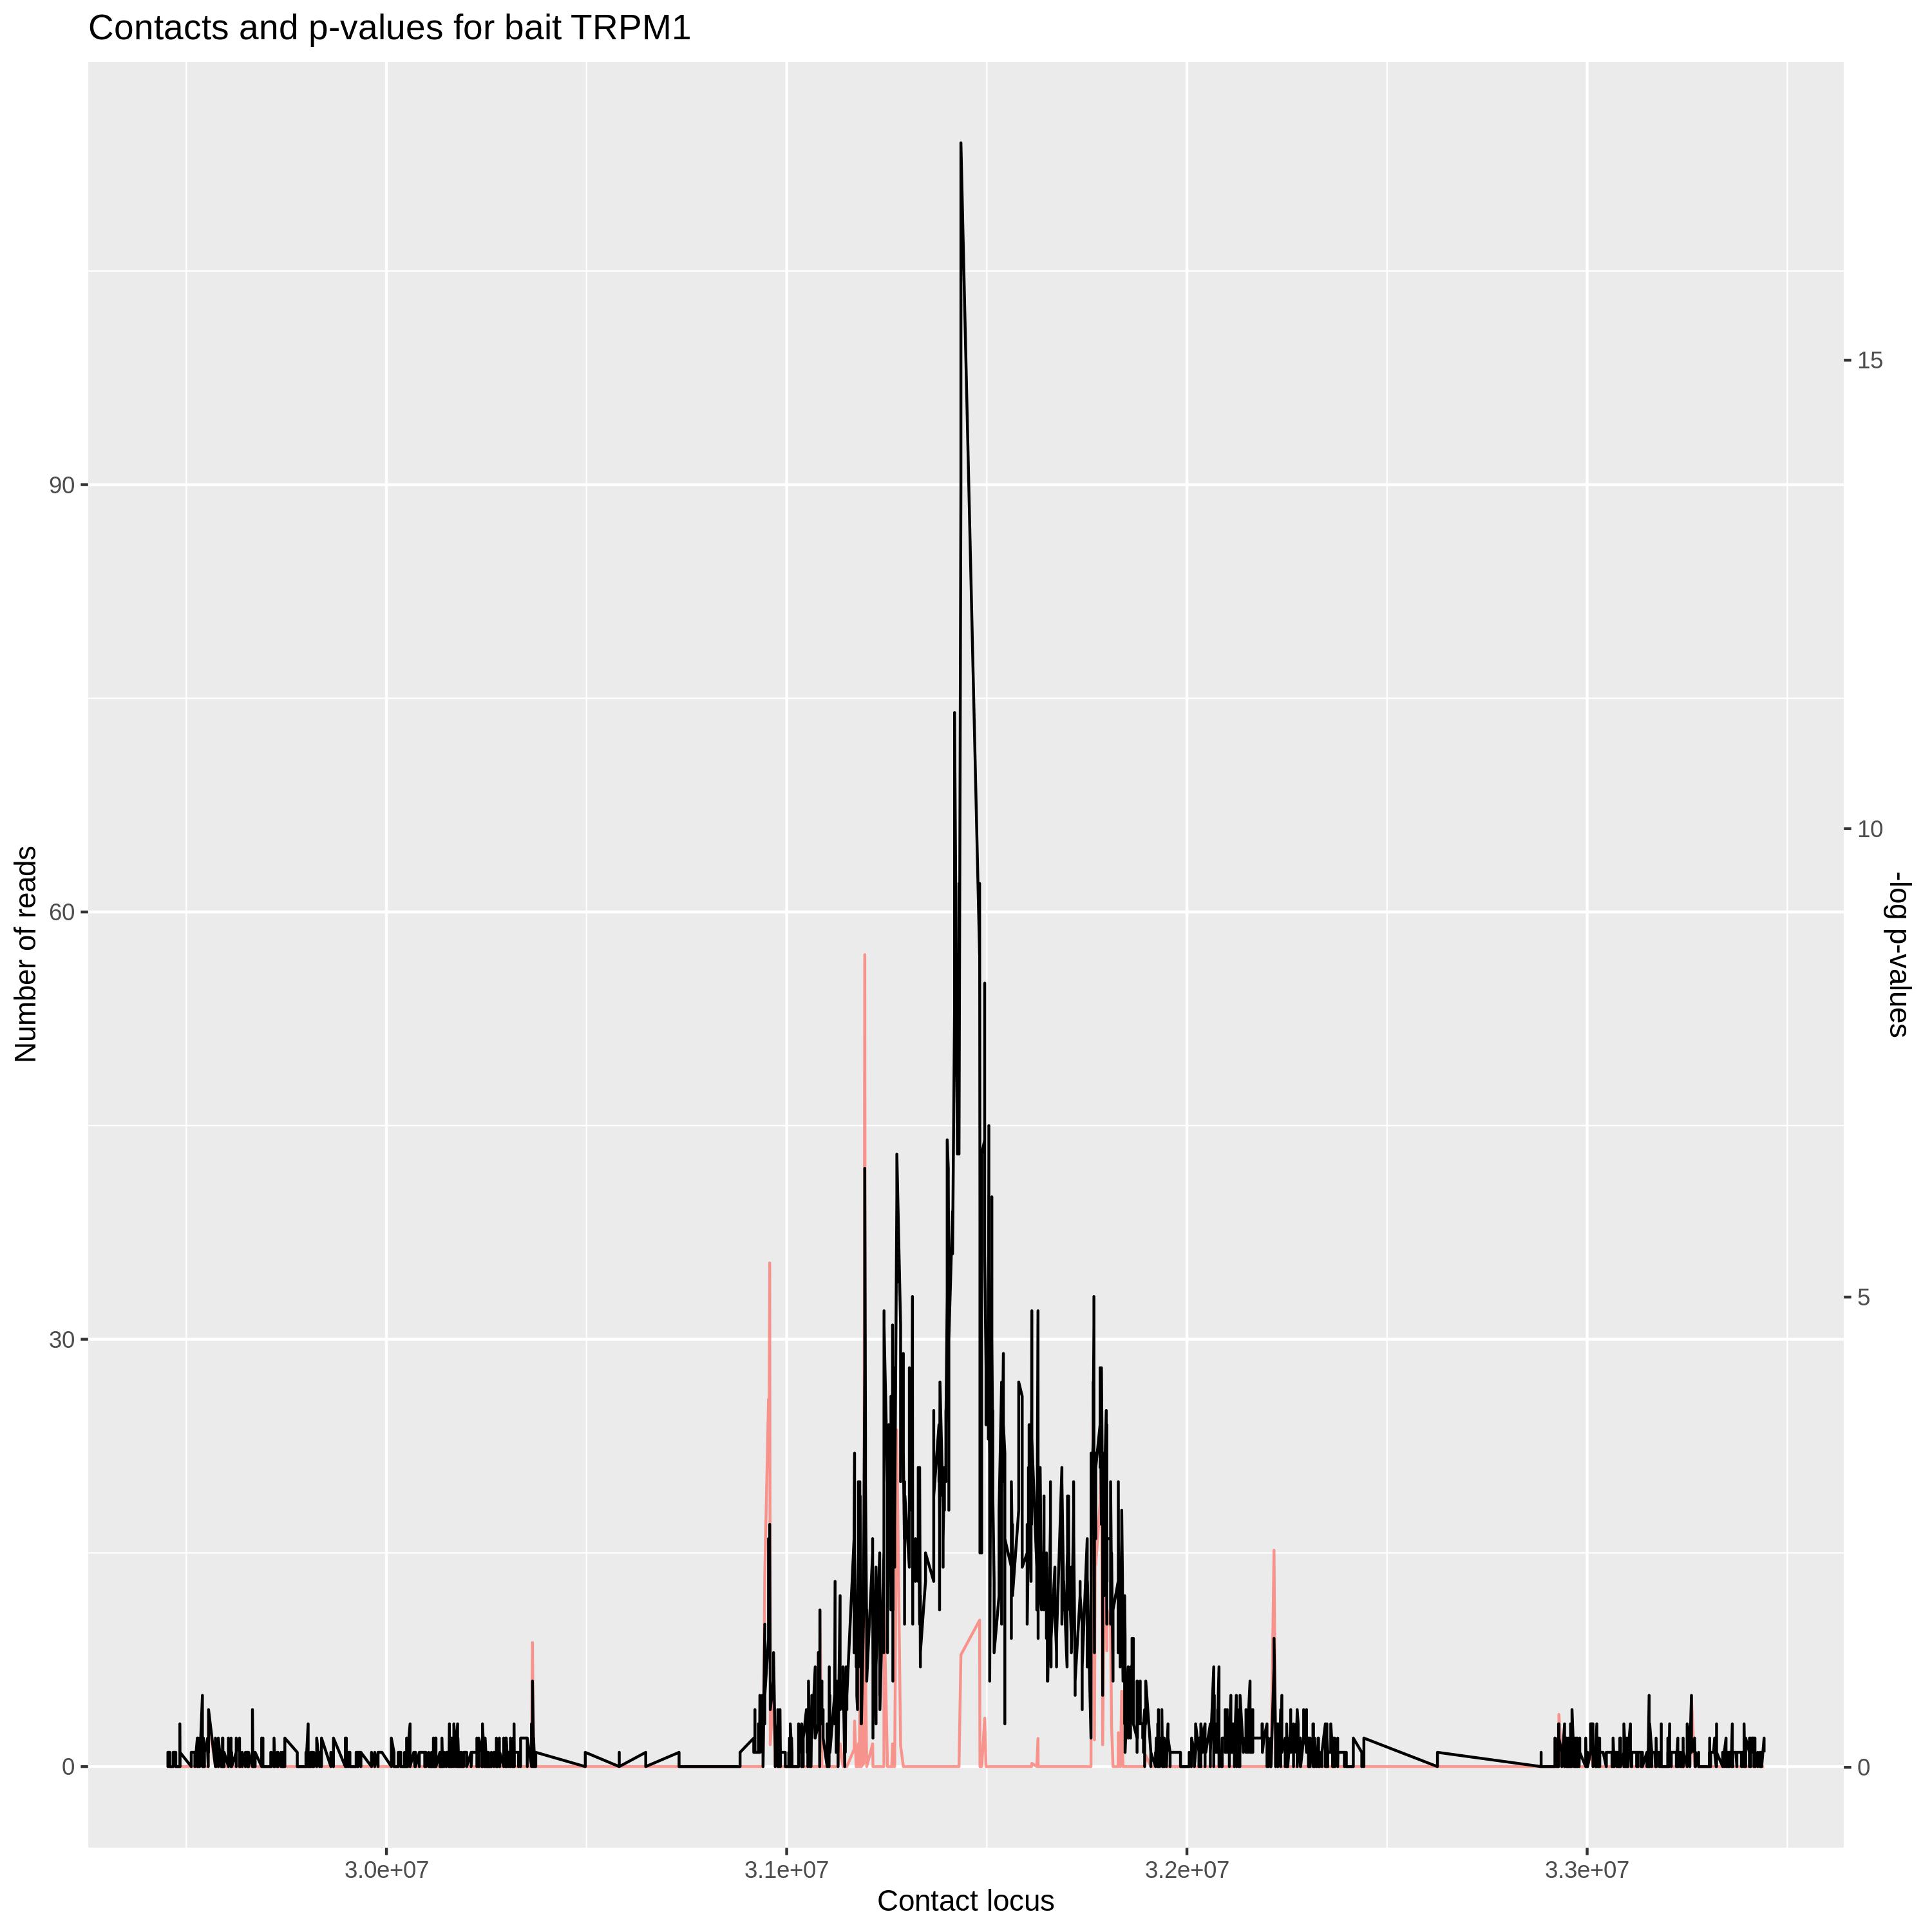 Contacts and p-values for bait TRPM1
90
60
30
0
15
10
5
0
Number of reads
-log p-values
3.0e+07
3.1e+07
3.2e+07
3.3e+07
Contact locus